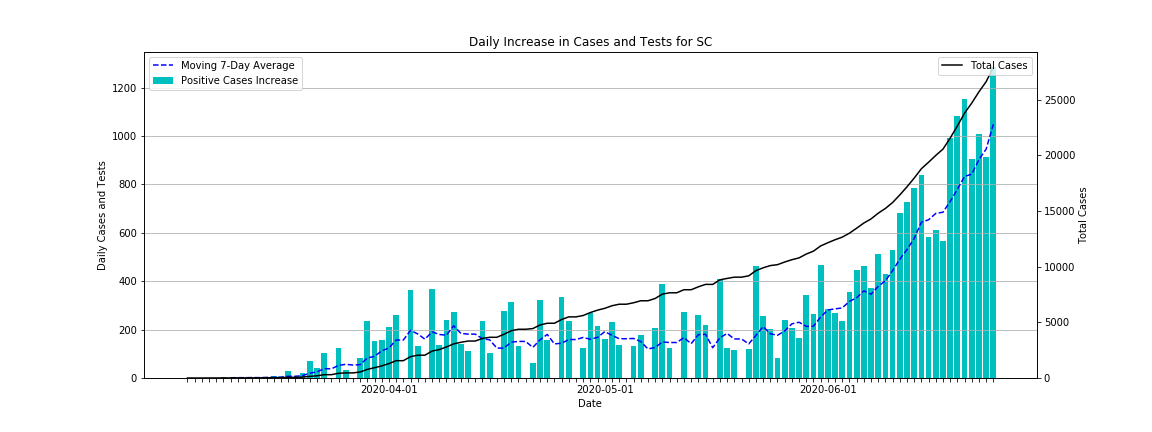 Daily Increase in Cases and Tests for SC
Moving 7-Day Average
Positive Cases Increase
Total Cases
1200
1000
800
600
400
200
0
Daily Cases and Tests
25000
20000
15000
10000
5000
0
Total Cases
2020-04-01
2020-05-01
2020-06-01
Date